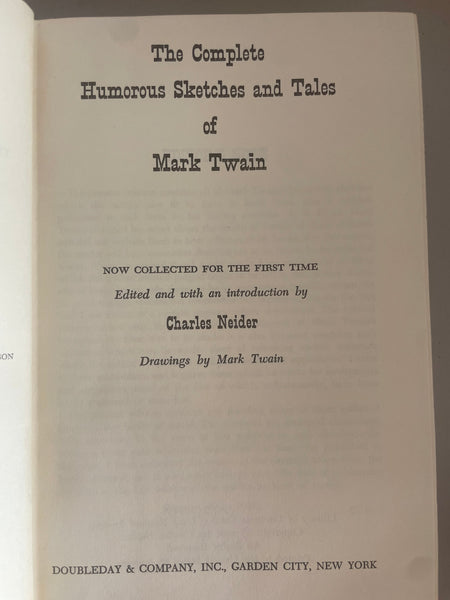 The Complete
Humorous Sketches and Tales
of
Mark Twain
NOW COLLECTED FOR THE FIRST TIME
Edited and with an introduction by
Charles Neider
Drawings by Mark Twain
DOUBLEDAY & COMPANY, INC., GARDEN CITY, NEW YORK